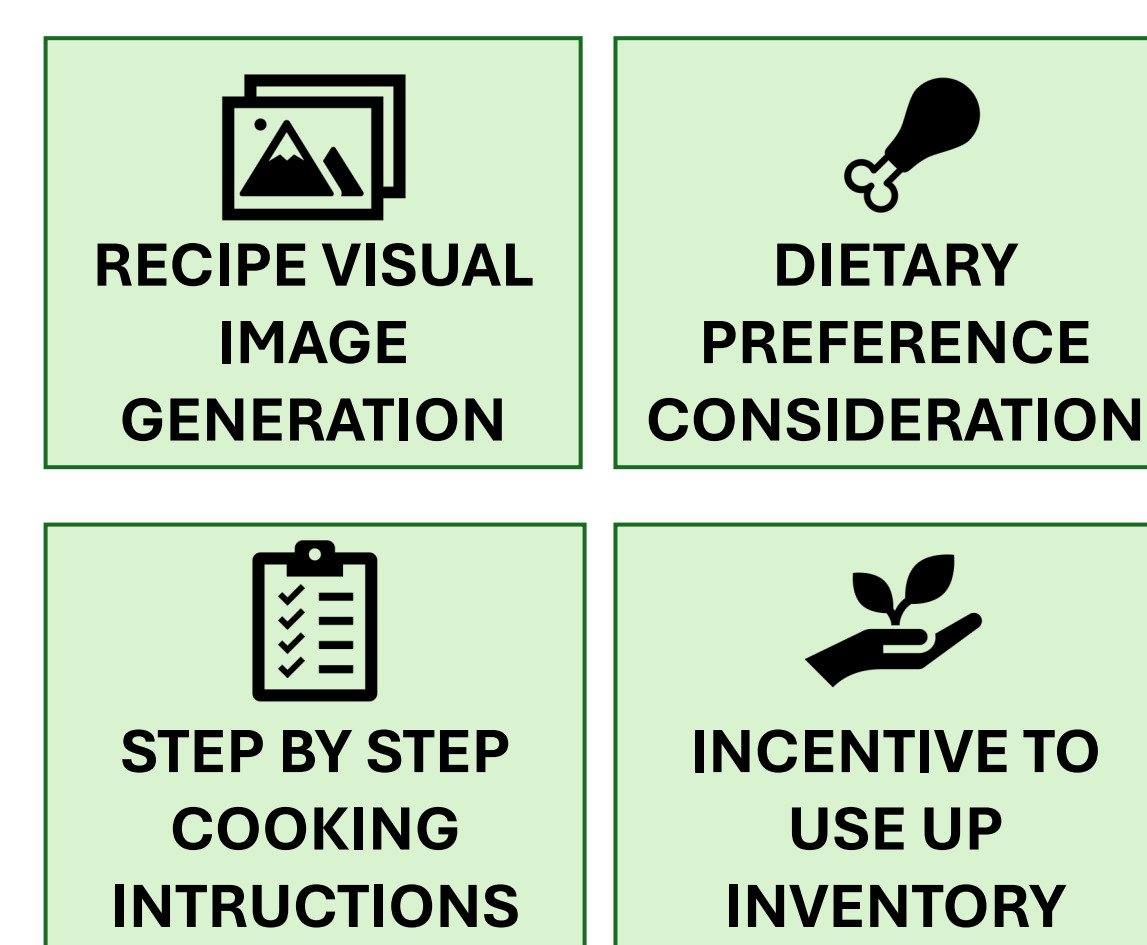 RECIPE VISUAL
IMAGE
GENERATION
DIETARY
PREFERENCE
CONSIDERATION
STEP BY STEP
COOKING
INTRUCTIONS
INCENTIVE TO
USE UP
INVENTORY